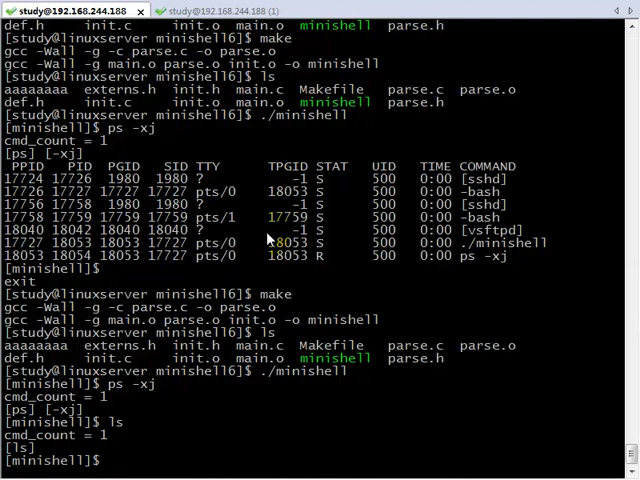 study@192.168.244.188
study@192.168.244.188 (1)
def.h init.c main.o minishell parse.h
[study@linuxserver minishell6]$ make
gcc -Wall -g -c parse.c -o parse.o
gcc -Wall -g main.o parse.o init.o -o minishell
[study@linuxserver minishell6]$ ls
aaaaaaaa externs.h init.h main.c Makefile parse.c parse.o
def.h init.c init.o main.o minishell parse.h
[study@linuxserver minishell6]$ ./minishell
[minishell]$ ps -xj
cmd_count = 1
[ps] [-xj]
PPID PID PGID SID TTY TPGID STAT UID TIME COMMAND
17724 17726 1980 1980 ? -1 S 500 0:00 [sshd]
17726 17727 17727 17727 pts/0 18053 S 500 0:00 -bash
17756 17758 1980 1980 ? -1 S 500 0:00 [sshd]
17758 17759 17759 17759 pts/1 17759 S 500 0:00 -bash
18040 18042 18040 18040 ? -1 S 500 0:00 [vsftpd]
17727 18053 18053 17727 pts/0 18053 S 500 0:00 ./minishell
18053 18054 18053 17727 pts/0 18053 R 500 0:00 ps -xj
[minishell]$
exit
[study@linuxserver minishell6]$ make
gcc -Wall -g -c parse.c -o parse.o
gcc -Wall -g main.o parse.o init.o -o minishell
[study@linuxserver minishell6]$ ls
aaaaaaaa externs.h init.h main.c Makefile parse.c parse.o
def.h init.c init.o main.o minishell parse.h
[study@linuxserver minishell6]$ ./minishell
[minishell]$ ps -xj
cmd_count = 1
[ps] [-xj]
[minishell]$ ls
cmd_count = 1
[ls]
[minishell]$